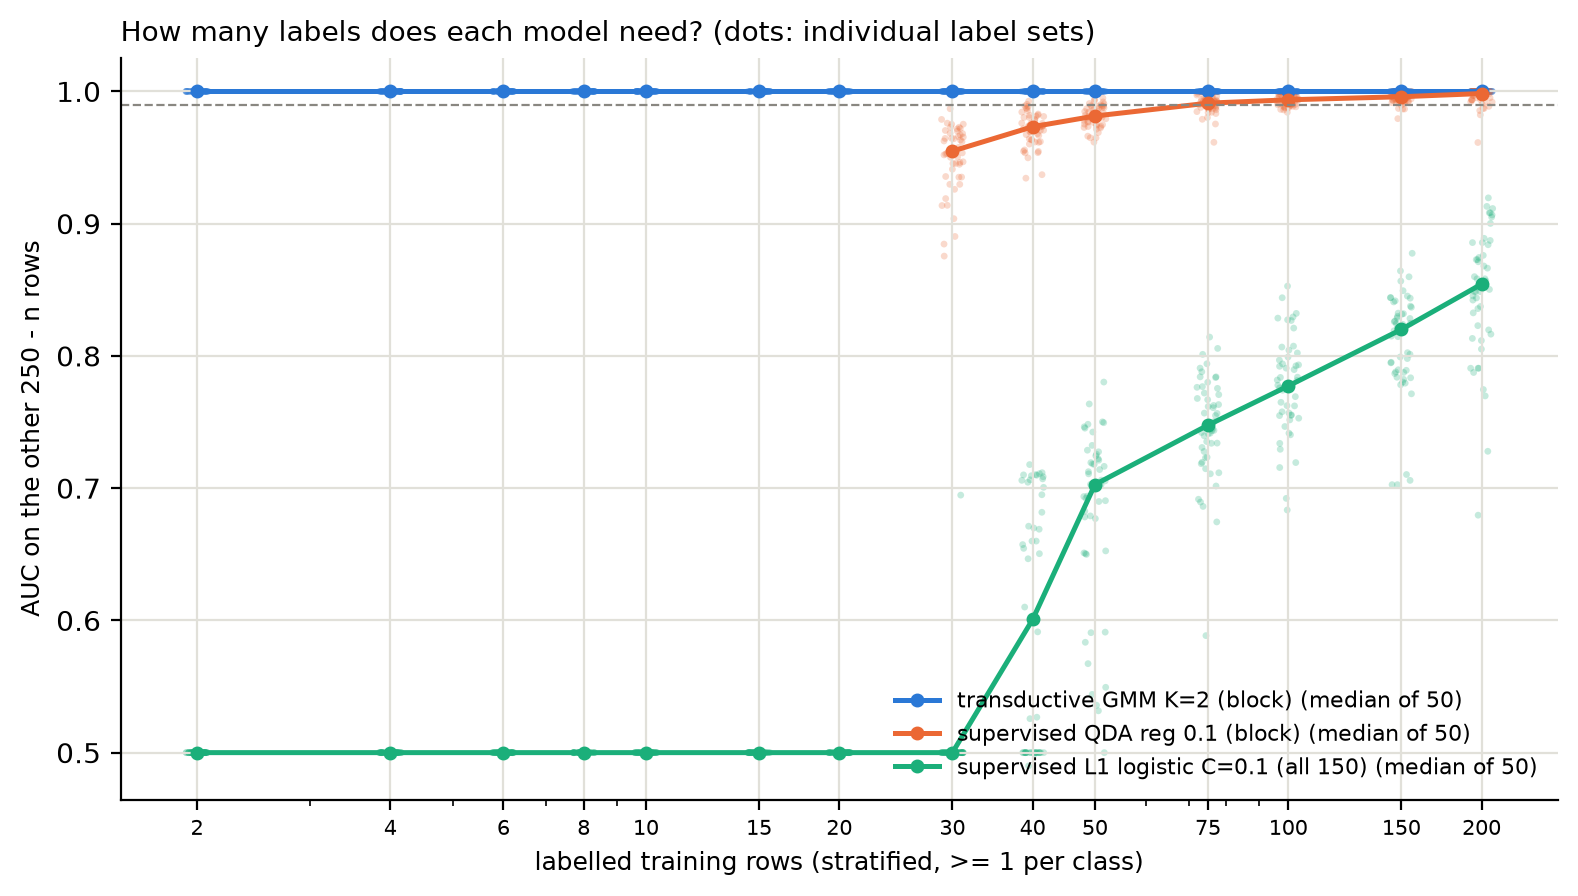 How many labels does each model need? (dots: individual label sets)
AUC on the other 250 - n rows
1.0
0.9
0.8
0.7
0.6
0.5
transductive GMM K=2 (block) (median of 50)
supervised QDA reg 0.1 (block) (median of 50)
supervised L1 logistic C=0.1 (all 150) (median of 50)
2 4 6 8 10 15 20 30 40 50 75 100 150 200
labelled training rows (stratified, >= 1 per class)